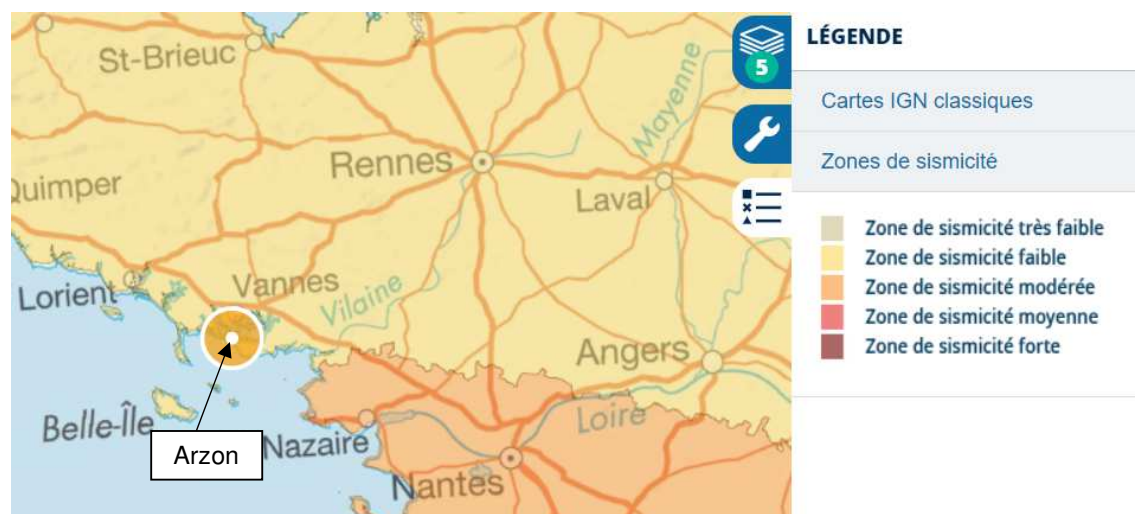 St-Brieuc
5
Mayenne
Rennes
Quimper
Laval
Lorient
Vannes
Vilaine
Angers
Belle-Île
Arzon
Nazaire
Loire
Nantes
LÉGENDE
Cartes IGN classiques
Zones de sismicité
Zone de sismicité très faible
Zone de sismicité faible
Zone de sismicité modérée
Zone de sismicité moyenne
Zone de sismicité forte